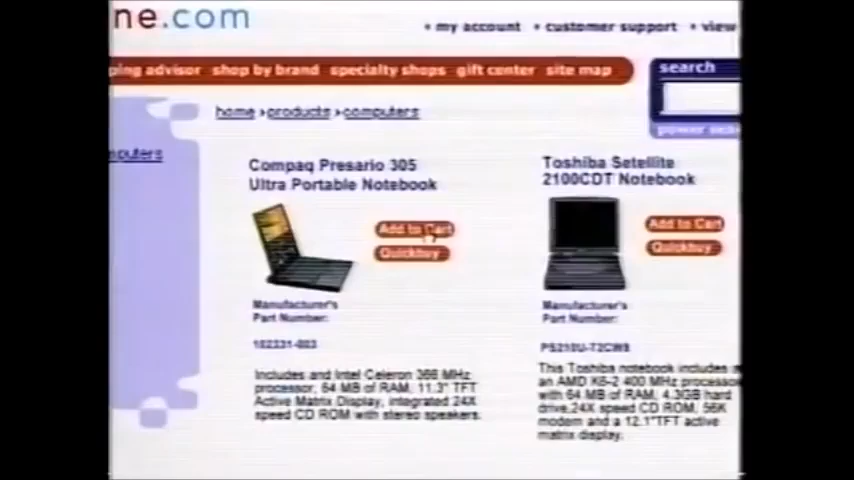 ne.com
my account customer support view
ping advisor shop by brand specialty shops gift center site map
search
home products computers
power sea
puters
Compaq Presario 305
Ultra Portable Notebook
Add to Cart
Quickbuy
Manufacturer's
Part Number:
102331-003
Includes and Intel Celeron 366 MHz
processor, 64 MB of RAM, 11.3" TFT
Active Matrix Display, integrated 24X
speed CD ROM with stereo speakers.
Toshiba Setellite
2100CDT Notebook
Add to Cart
Quickbuy
Manufacturer's
Part Number:
PS210U-T2CW8
This Toshiba notebook includes
an AMD K6-2 400 MHz processor
with 64 MB of RAM, 4.3GB hard
drive,24X speed CD ROM, 56K
modem and a 12.1"TFT active
matrix display.